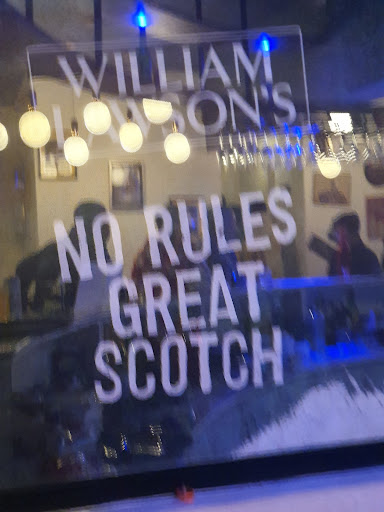 WILLIAM
LAWSON'S
NO RULES
GREAT
SCOTCH